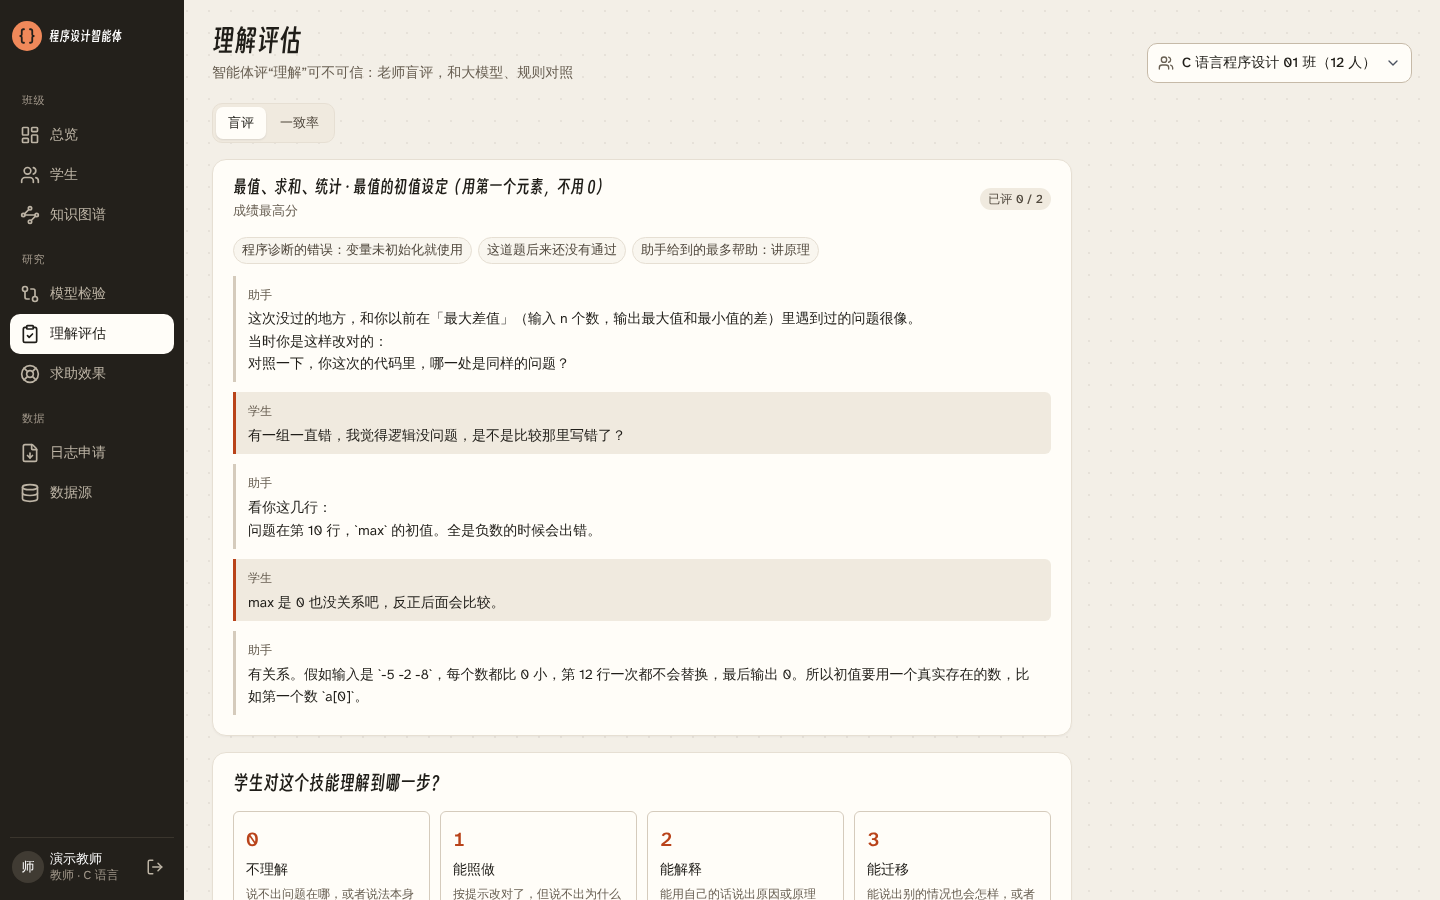 程序设计智能体
班级
总览
学生
知识图谱
研究
模型检验
理解评估
求助效果
数据
日志申请
数据源
师
演示教师
教师 · C 语言
理解评估
智能体评“理解”可不可信：老师盲评，和大模型、规则对照
C 语言程序设计 01 班（12 人）
盲评
一致率
最值、求和、统计 · 最值的初值设定（用第一个元素，不用 0）
成绩最高分
已评 0 / 2
程序诊断的错误：变量未初始化就使用
这道题后来还没有通过
助手给到的最多帮助：讲原理
助手
这次没过的地方，和你以前在「最大差值」（输入 n 个数，输出最大值和最小值的差）里遇到过的问题很像。
当时你是这样改对的：
对照一下，你这次的代码里，哪一处是同样的问题？
学生
有一组一直错，我觉得逻辑没问题，是不是比较那里写错了？
助手
看你这几行：
问题在第 10 行，`max` 的初值。全是负数的时候会出错。
学生
max 是 0 也没关系吧，反正后面会比较。
助手
有关系。假如输入是 `-5 -2 -8`，每个数都比 0 小，第 12 行一次都不会替换，最后输出 0。所以初值要用一个真实存在的数，比
如第一个数 `a[0]`。
学生对这个技能理解到哪一步？
0
不理解
说不出问题在哪，或者说法本身
1
能照做
按提示改对了，但说不出为什么
2
能解释
能用自己的话说出原因或原理
3
能迁移
能说出别的情况也会怎样，或者